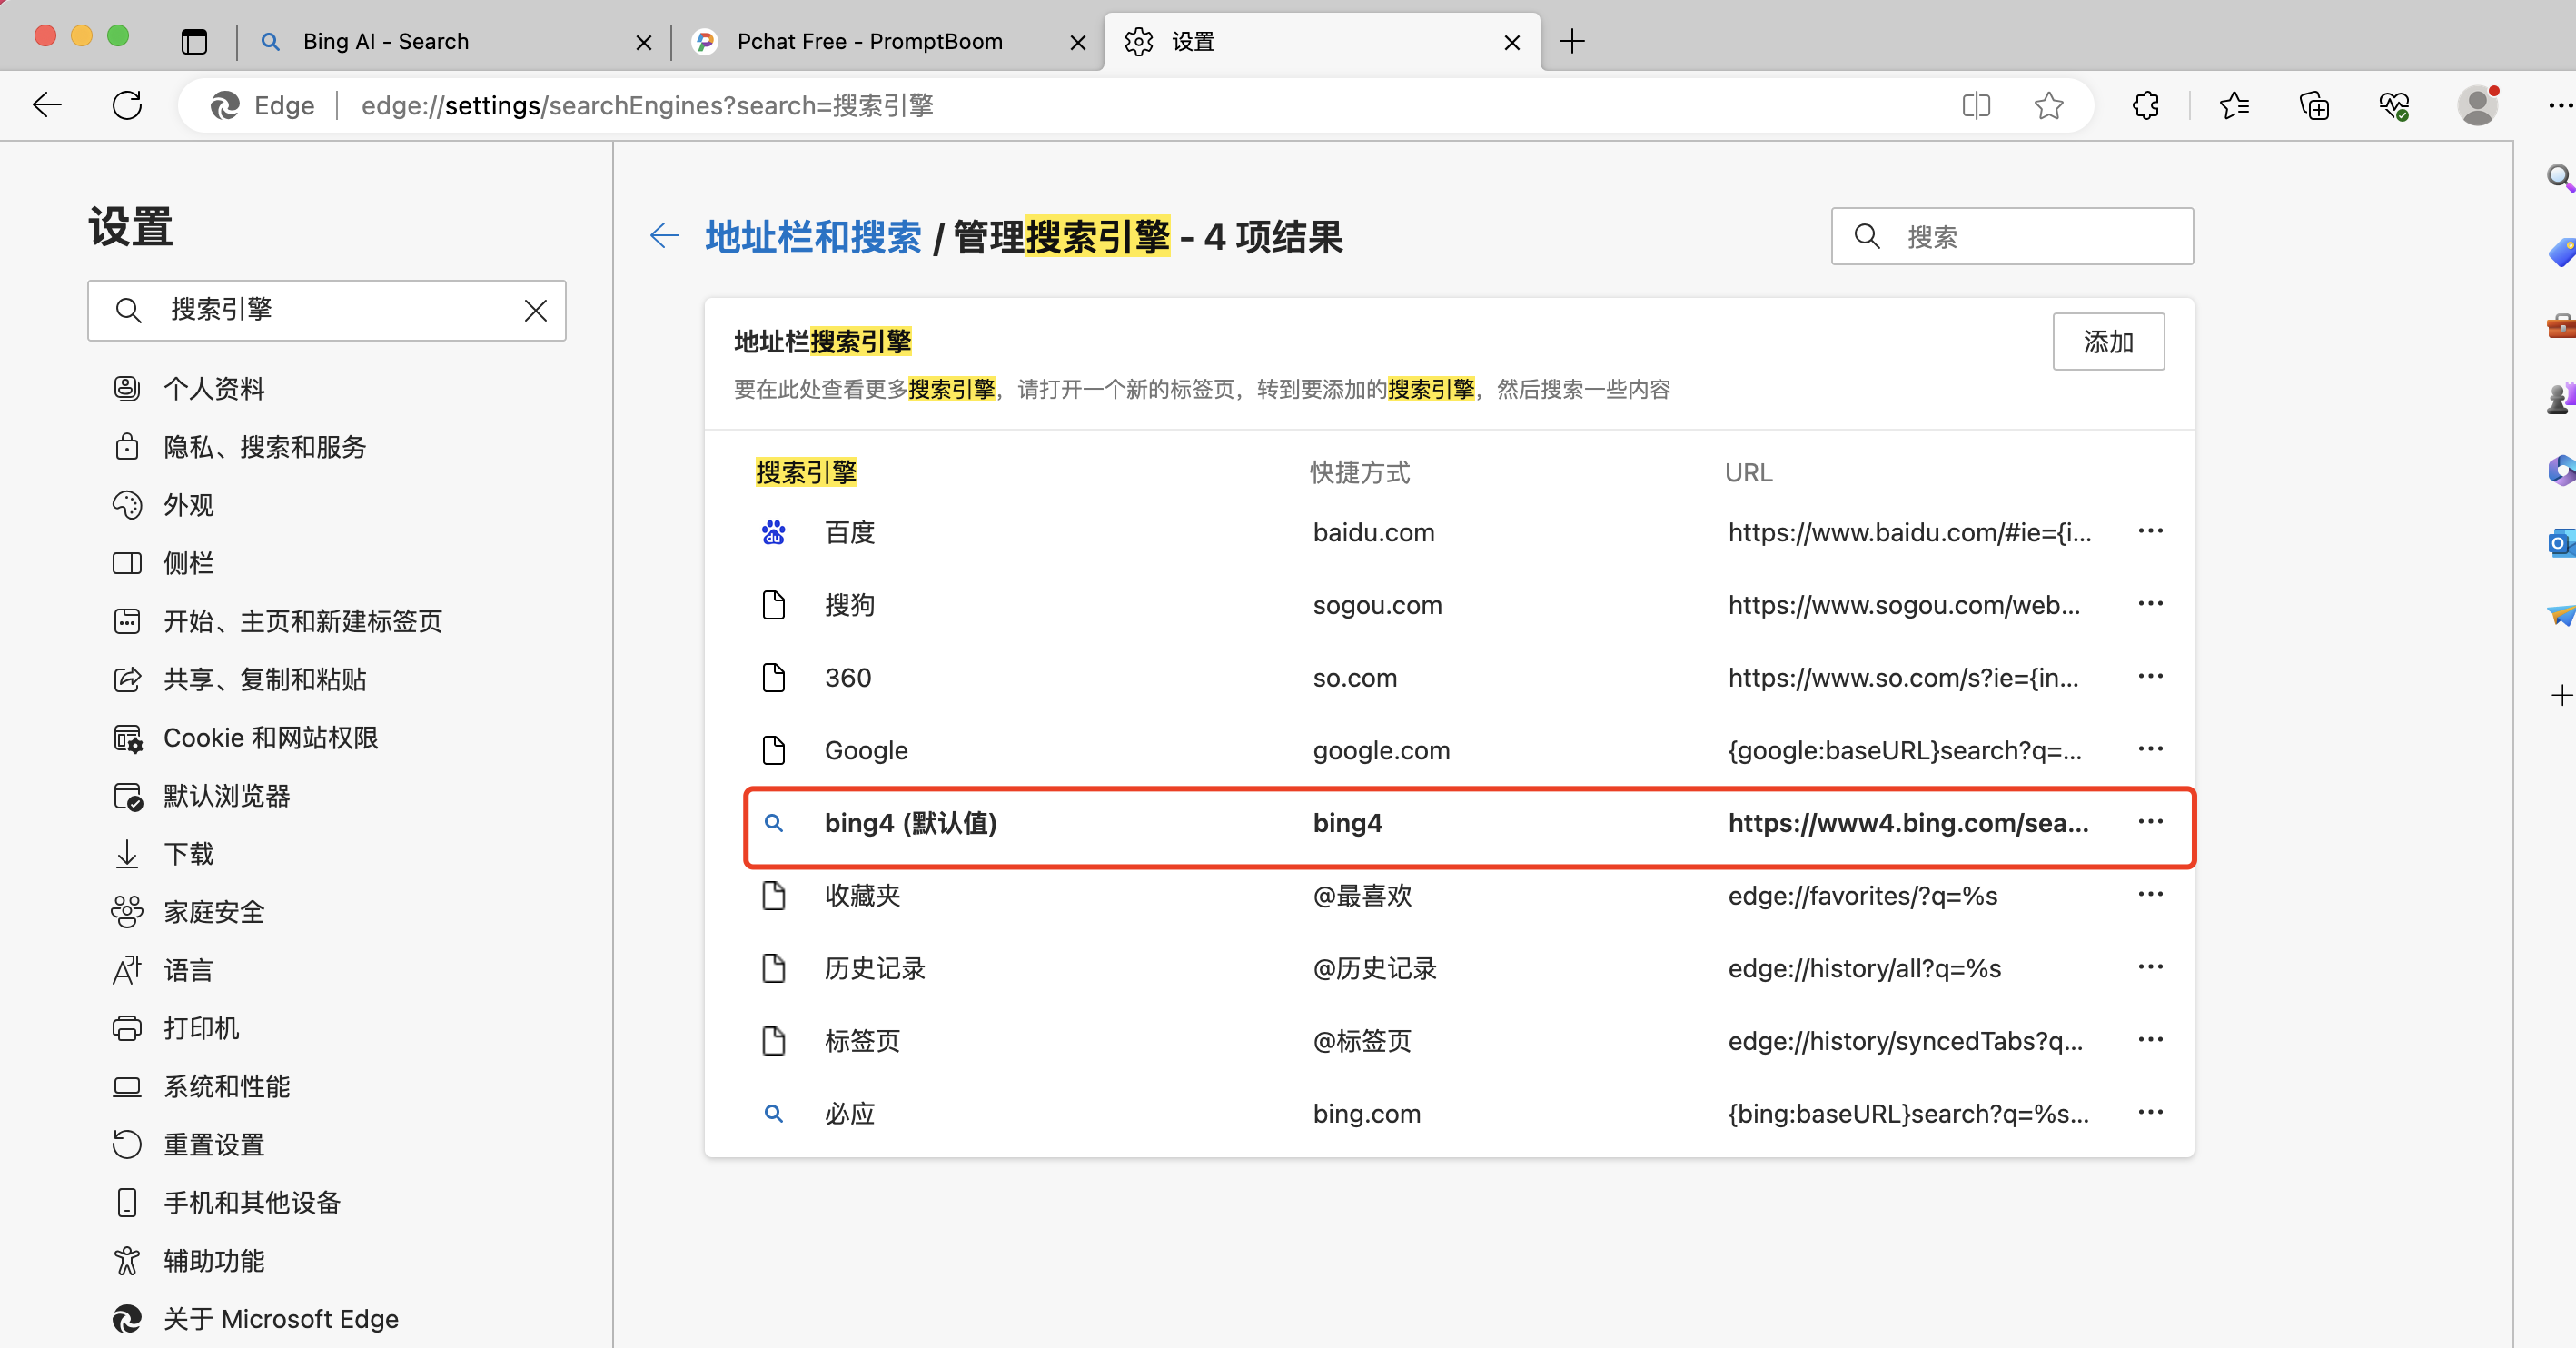 Bing AI - Search
Pchat Free - PromptBoom
设置
Edge
edge://settings/searchEngines?search=搜索引擎
设置
搜索引擎
个人资料
隐私、搜索和服务
外观
侧栏
开始、主页和新建标签页
共享、复制和粘贴
Cookie 和网站权限
默认浏览器
下载
家庭安全
语言
打印机
系统和性能
重置设置
手机和其他设备
辅助功能
关于 Microsoft Edge
地址栏和搜索 / 管理搜索引擎 - 4 项结果
搜索
地址栏搜索引擎
添加
要在此处查看更多搜索引擎，请打开一个新的标签页，转到要添加的搜索引擎，然后搜索一些内容
搜索引擎 快捷方式 URL
百度 baidu.com https://www.baidu.com/#ie={i...
搜狗 sogou.com https://www.sogou.com/web...
360 so.com https://www.so.com/s?ie={in...
Google google.com {google:baseURL}search?q=...
bing4 (默认值) bing4 https://www4.bing.com/sea...
收藏夹 @最喜欢 edge://favorites/?q=%s
历史记录 @历史记录 edge://history/all?q=%s
标签页 @标签页 edge://history/syncedTabs?q...
必应 bing.com {bing:baseURL}search?q=%s...